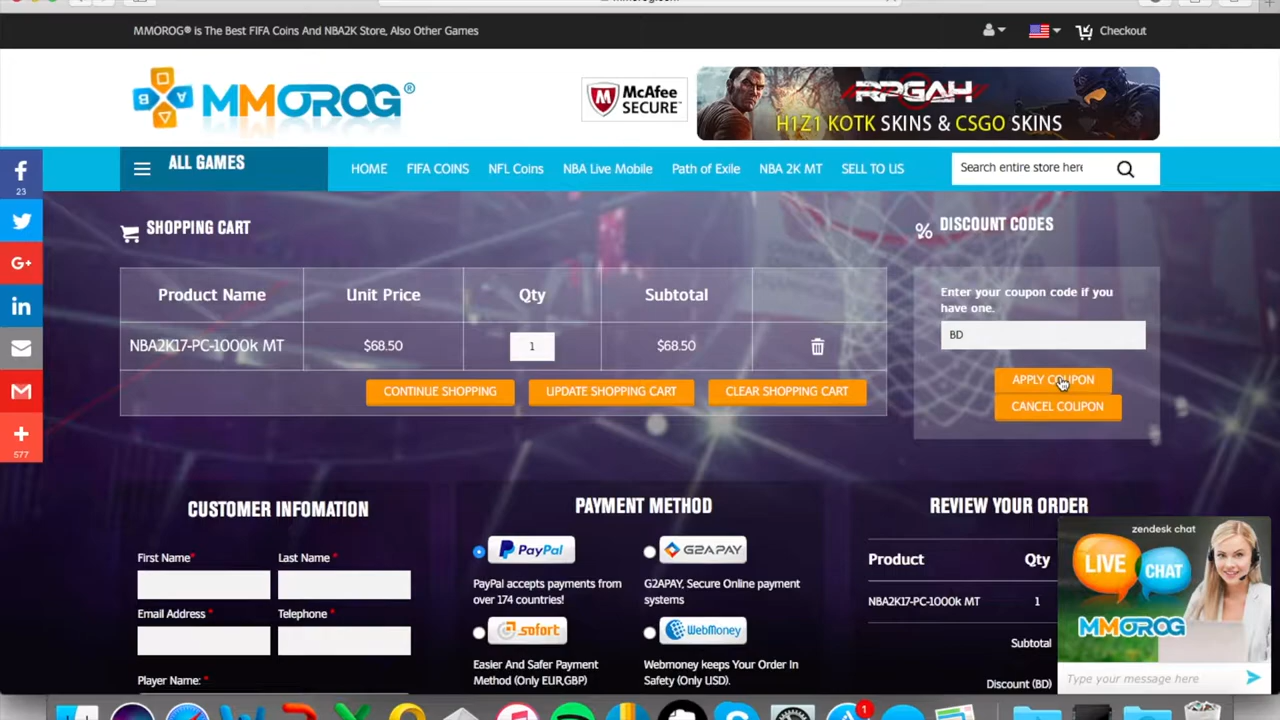 MMOROG® is The Best FIFA Coins And NBA2K Store, Also Other Games
Checkout
MMOROG®
McAfee
SECURE™
RPGAH
H1Z1 KOTK SKINS & CSGO SKINS
ALL GAMES
HOME
FIFA COINS
NFL Coins
NBA Live Mobile
Path of Exile
NBA 2K MT
SELL TO US
Search entire store here
23
G+
in
577
SHOPPING CART
DISCOUNT CODES
Product Name
Unit Price
Qty
Subtotal
NBA2K17-PC-1000k MT
$68.50
1
$68.50
CONTINUE SHOPPING
UPDATE SHOPPING CART
CLEAR SHOPPING CART
Enter your coupon code if you
have one.
BD
APPLY COUPON
CANCEL COUPON
CUSTOMER INFOMATION
First Name*
Last Name *
Email Address *
Telephone *
Player Name: *
PAYMENT METHOD
PayPal
G2APAY
PayPal accepts payments from
over 174 countries!
G2APAY, Secure Online payment
systems
sofort
WebMoney
Easier And Safer Payment
Method (Only EUR,GBP)
Webmoney keeps Your Order In
Safety (Only USD).
REVIEW YOUR ORDER
Product
Qty
NBA2K17-PC-1000k MT
1
Subtotal
Discount (BD)
zendesk chat
LIVE
CHAT
MMOROG
Type your message here
1